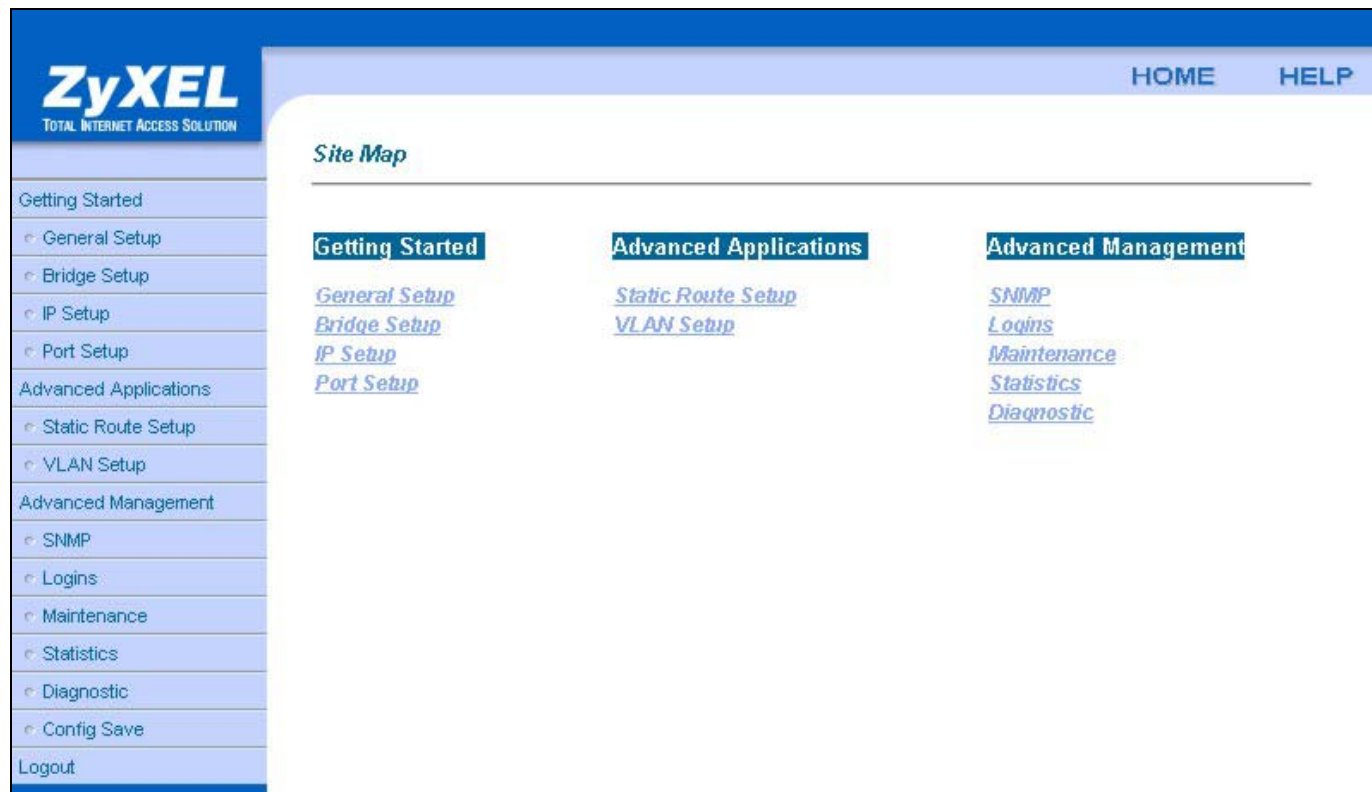 ZyXEL
TOTAL INTERNET ACCESS SOLUTION
HOME HELP
Getting Started
General Setup
Bridge Setup
IP Setup
Port Setup
Advanced Applications
Static Route Setup
VLAN Setup
Advanced Management
SNMP
Logins
Maintenance
Statistics
Diagnostic
Config Save
Logout
Site Map
Getting Started
General Setup
Bridge Setup
IP Setup
Port Setup
Advanced Applications
Static Route Setup
VLAN Setup
Advanced Management
SNMP
Logins
Maintenance
Statistics
Diagnostic